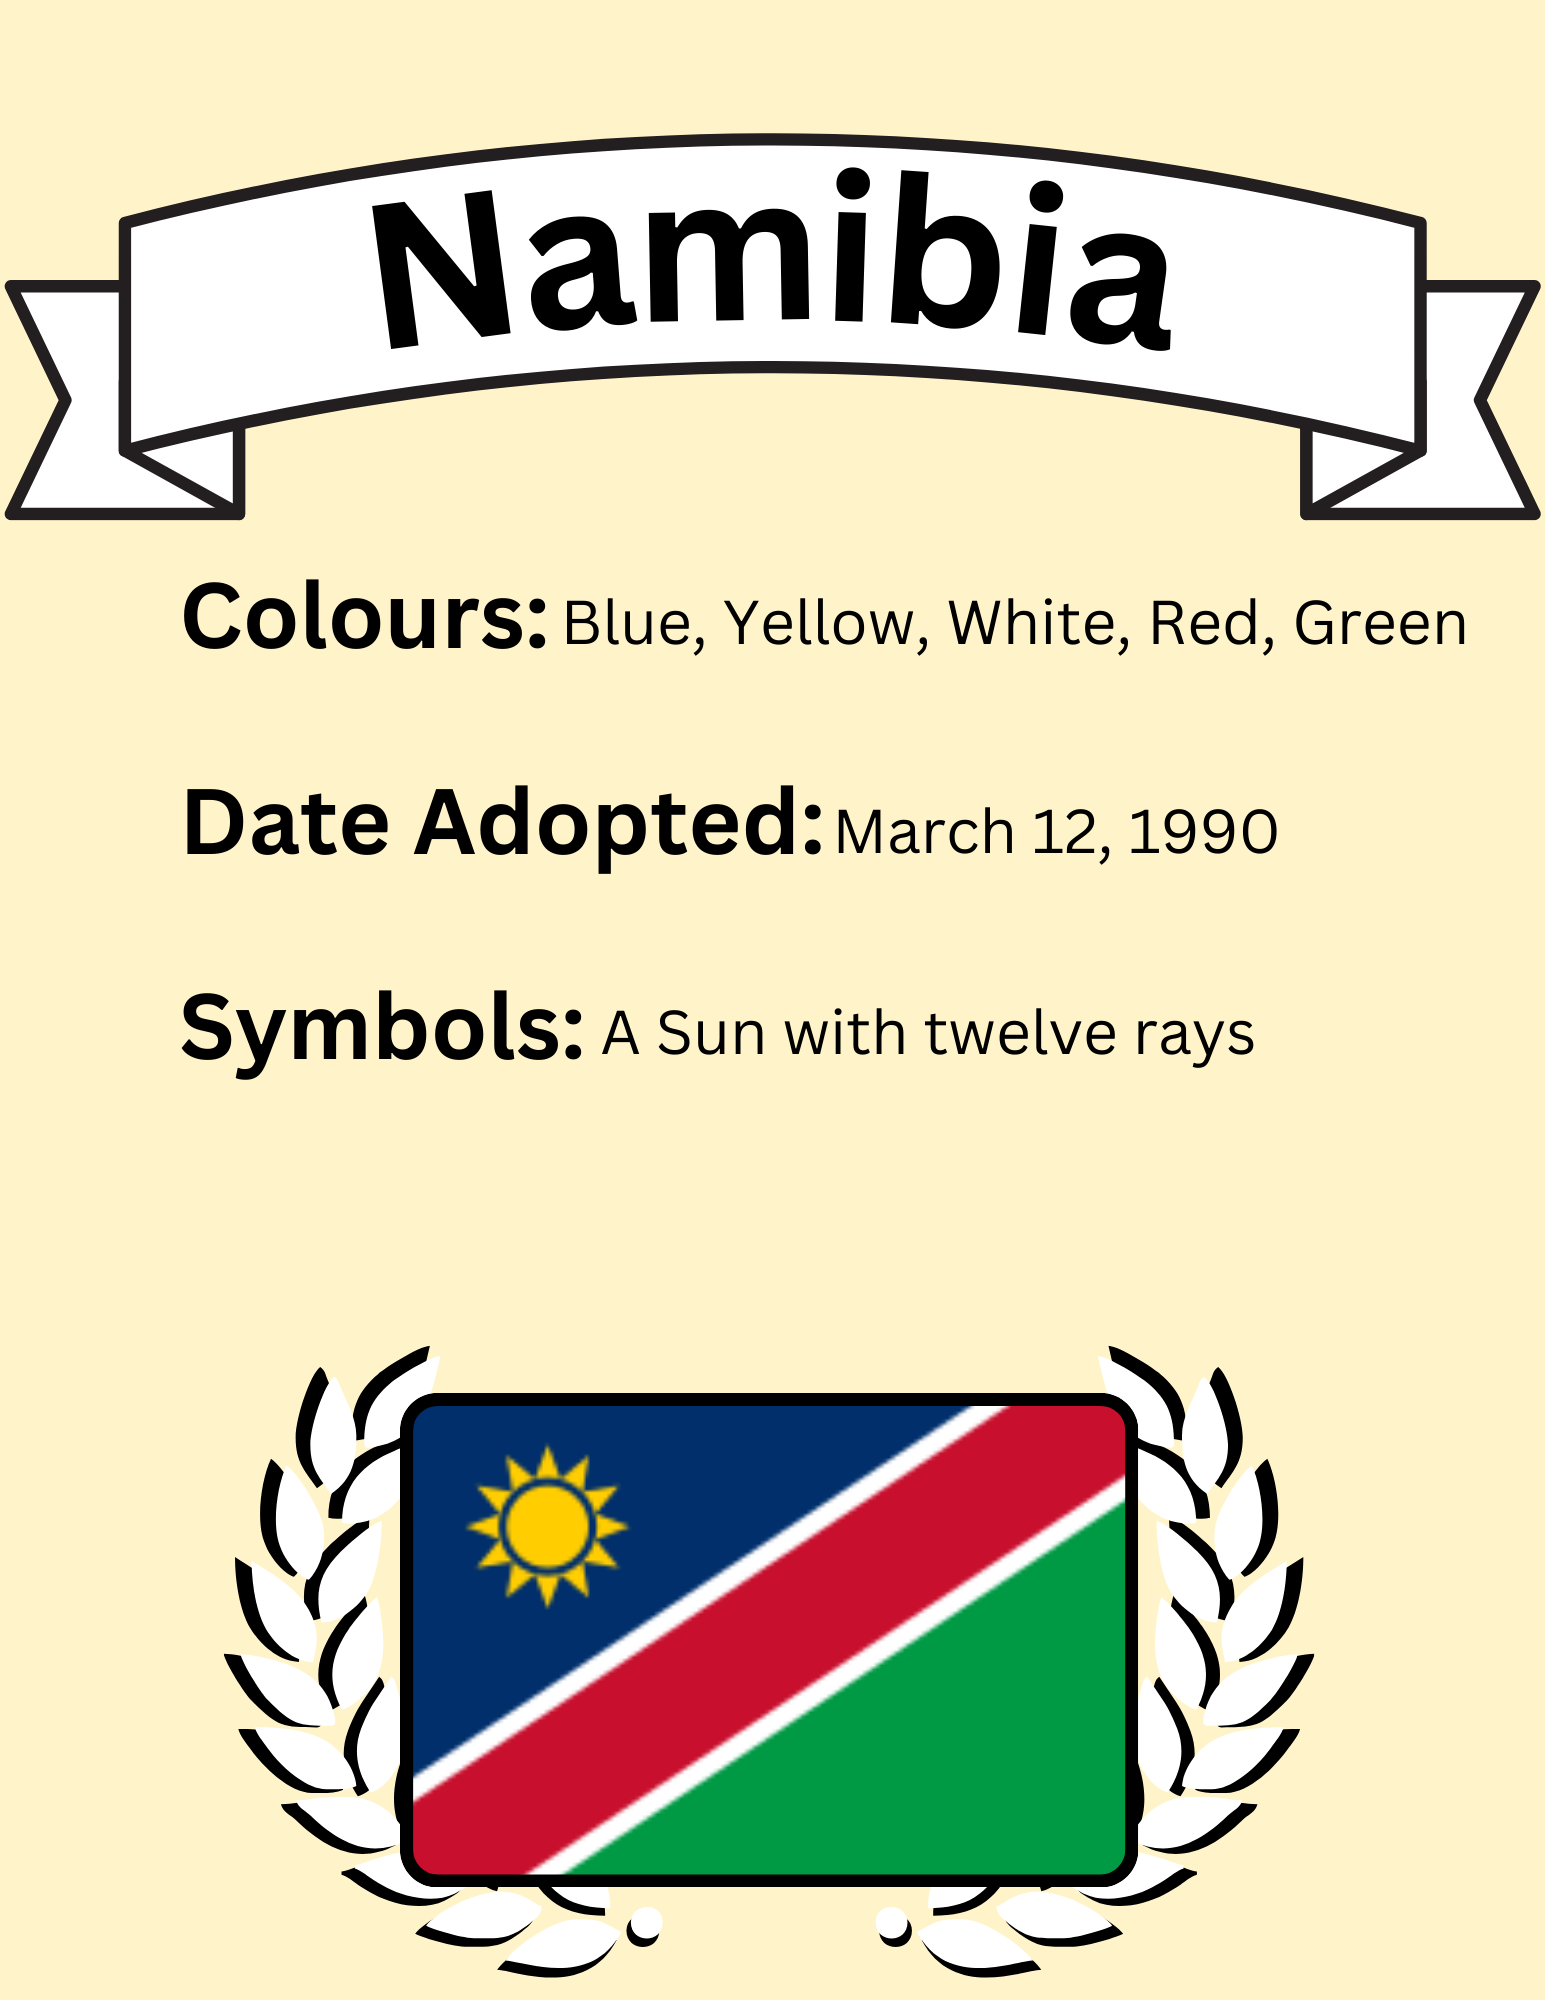 Namibia
Colours: Blue, Yellow, White, Red, Green
Date Adopted: March 12, 1990
Symbols: A Sun with twelve rays